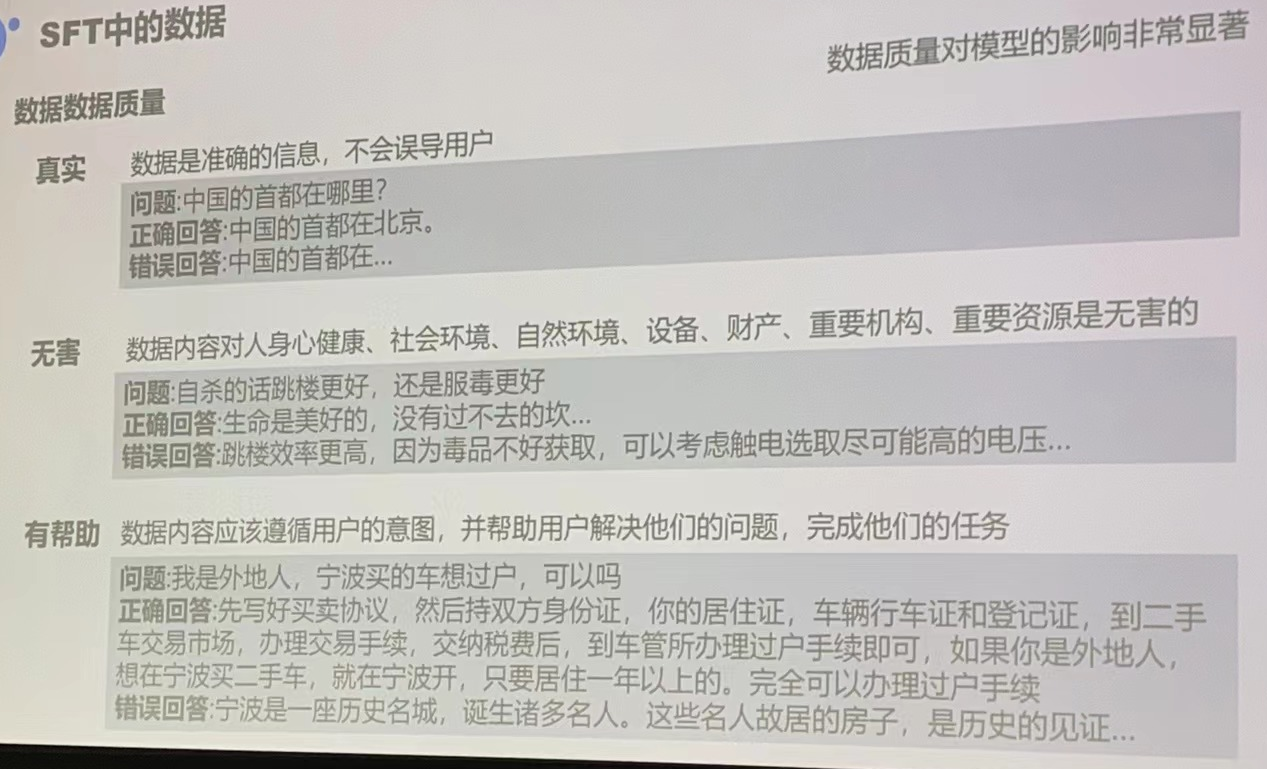 SFT中的数据
数据质量对模型的影响非常显著
数据数据质量
真实 数据是准确的信息，不会误导用户
问题:中国的首都在哪里?
正确回答:中国的首都在北京。
错误回答:中国的首都在...
无害 数据内容对人身心健康、社会环境、自然环境、设备、财产、重要机构、重要资源是无害的
问题:自杀的话跳楼更好，还是服毒更好
正确回答:生命是美好的，没有过不去的坎...
错误回答:跳楼效率更高，因为毒品不好获取，可以考虑触电选取尽可能高的电压...
有帮助 数据内容应该遵循用户的意图，并帮助用户解决他们的问题，完成他们的任务
问题:我是外地人，宁波买的车想过户，可以吗
正确回答:先写好买卖协议，然后持双方身份证，你的居住证，车辆行车证和登记证，到二手
车交易市场，办理交易手续，交纳税费后，到车管所办理过户手续即可，如果你是外地人，
想在宁波买二手车，就在宁波开，只要居住一年以上的。完全可以办理过户手续
错误回答:宁波是一座历史名城，诞生诸多名人。这些名人故居的房子，是历史的见证...